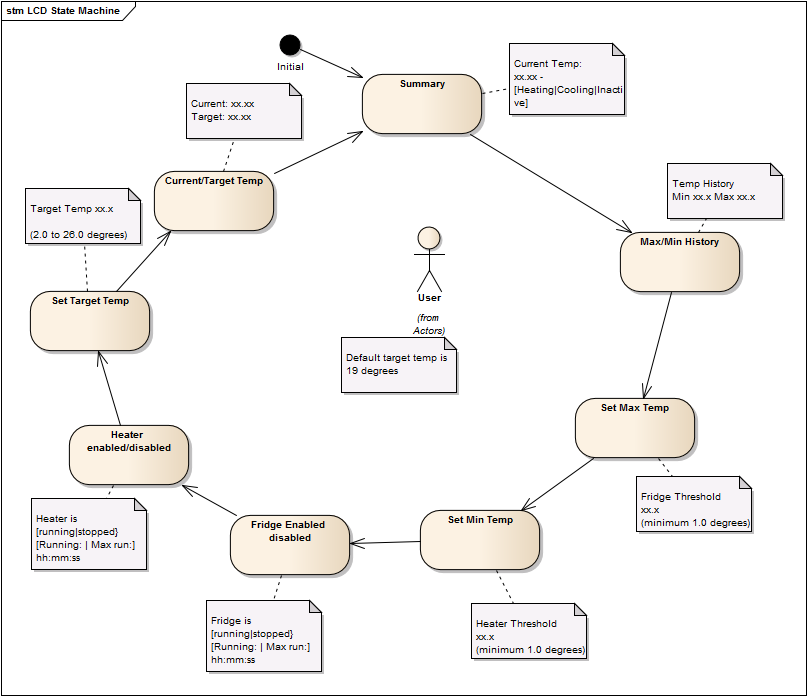 stm LCD State Machine
Initial
Summary
Current Temp:
xx.xx -
[Heating|Cooling|Inacti
ve]
Current: xx.xx
Target: xx.xx
Current/Target Temp
Temp History
Min xx.x Max xx.x
Max/Min History
Target Temp xx.x
(2.0 to 26.0 degrees)
Set Target Temp
User
(from
Actors)
Default target temp is
19 degrees
Set Max Temp
Fridge Threshold
xx.x
(minimum 1.0 degrees)
Heater
enabled/disabled
Heater is
[running|stopped}
[Running: | Max run:]
hh:mm:ss
Fridge Enabled
disabled
Fridge is
[running|stopped}
[Running: | Max run:]
hh:mm:ss
Set Min Temp
Heater Threshold
xx.x
(minimum 1.0 degrees)